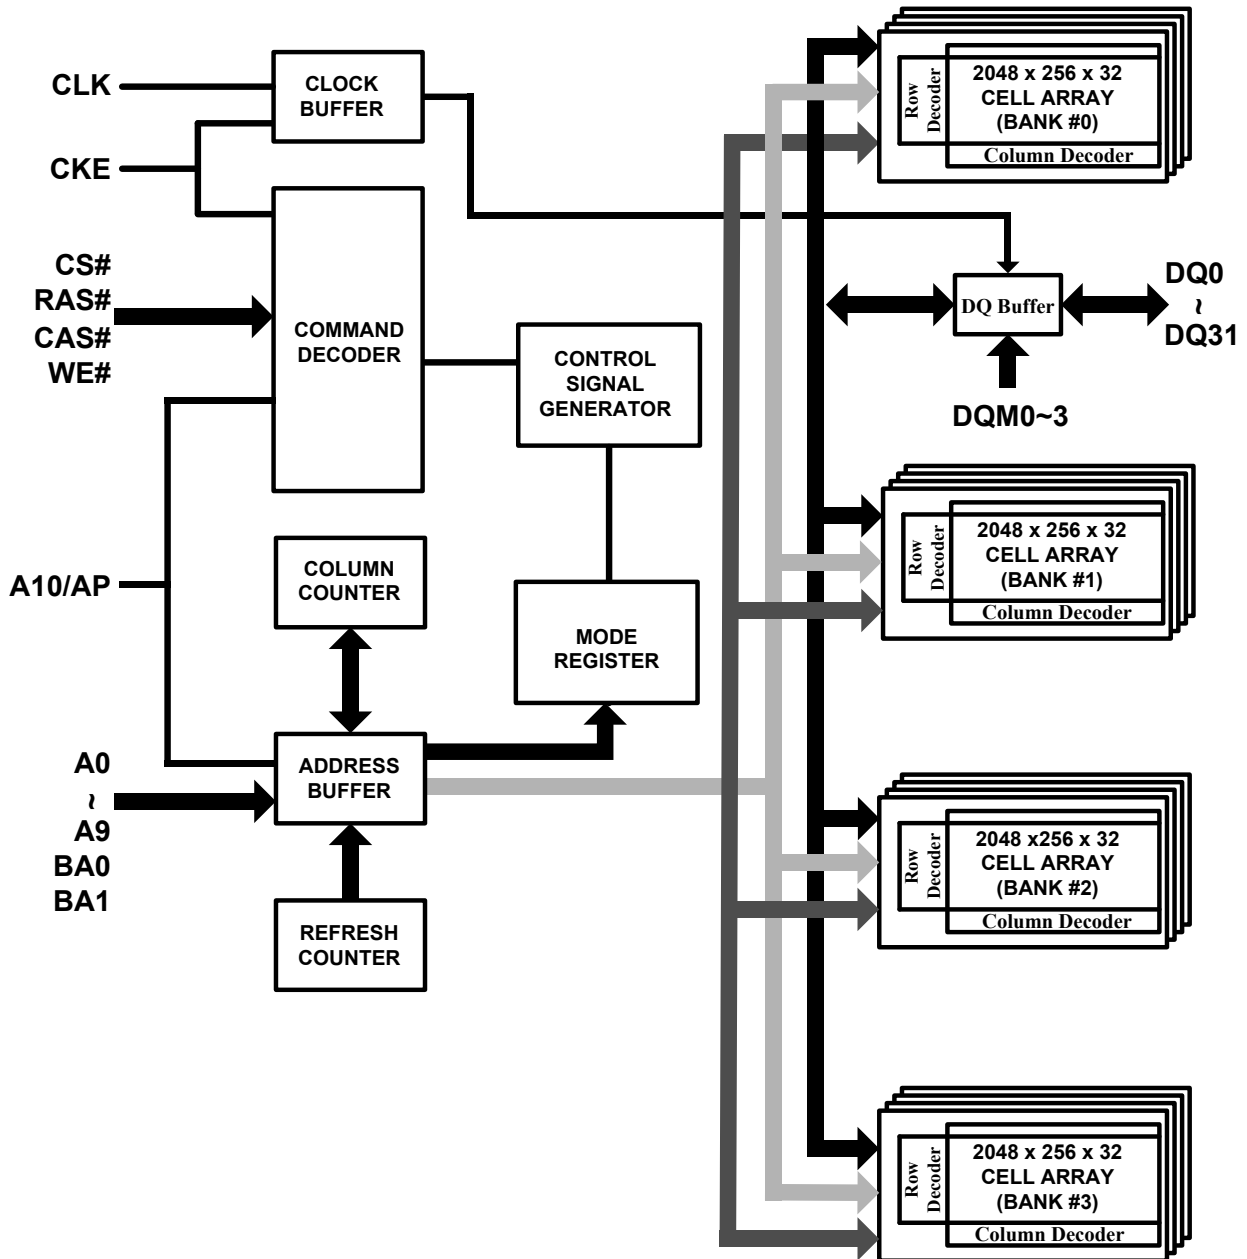 CLK
CKE
CS#
RAS#
CAS#
WE#
A10/AP
A0
~
A9
BA0
BA1
CLOCK
BUFFER
COMMAND
DECODER
CONTROL
SIGNAL
GENERATOR
COLUMN
COUNTER
MODE
REGISTER
ADDRESS
BUFFER
REFRESH
COUNTER
Row
Decoder
2048 x 256 x 32
CELL ARRAY
(BANK #0)
Column Decoder
DQ Buffer
DQ0
~
DQ31
DQM0~3
Row
Decoder
2048 x 256 x 32
CELL ARRAY
(BANK #1)
Column Decoder
Row
Decoder
2048 x256 x 32
CELL ARRAY
(BANK #2)
Column Decoder
Row
Decoder
2048 x 256 x 32
CELL ARRAY
(BANK #3)
Column Decoder